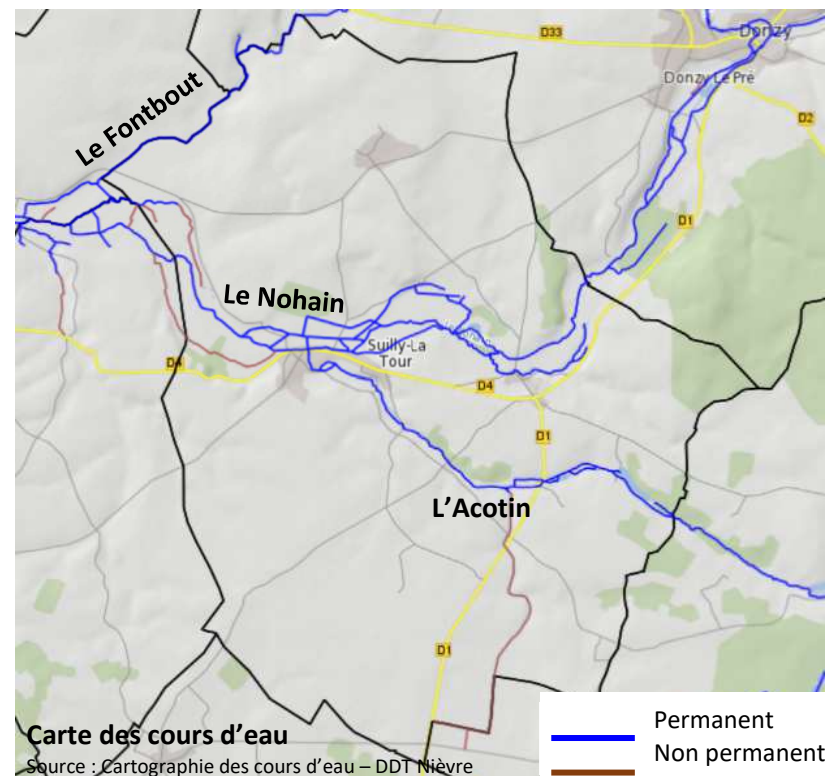 D33
Donzy
Donzy Le Pré
Le Fontbout
D2
D1
Le Nohain
Suilly-La
Tour
D4
D4
D1
L'Acotin
D1
Carte des cours d'eau
Source : Cartographie des cours d'eau – DDT Nièvre
Permanent
Non permanent